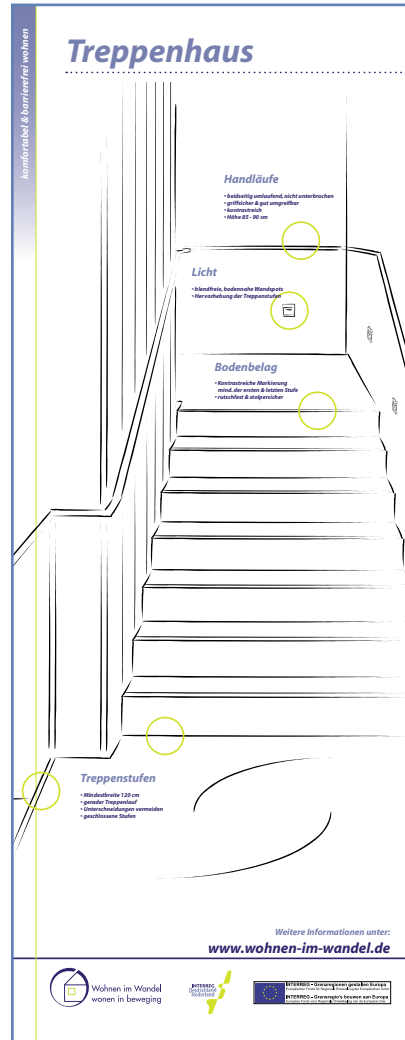 komfortabel & barrierefrei wohnen
Treppenhaus
Handläufe
• beidseitig umlaufend, nicht unterbrochen
• griffsicher & gut umgreifbar
• kontrastreich
• Höhe 85 - 90 cm
Licht
• blendfreie, bodennahe Wandspots
• Hervorhebung der Treppenstufen
Bodenbelag
• Kontrastreiche Markierung
mind. der ersten & letzten Stufe
• rutschfest & stolpersicher
Treppenstufen
• Mindestbreite 120 cm
• gerader Treppenlauf
• Unterschneidungen vermeiden
• geschlossene Stufen
Weitere Informationen unter:
www.wohnen-im-wandel.de
Wohnen im Wandel
wonen in beweging
INTERREG
Deutschland
Nederland
INTERREG - Grenzregionen gestalten Europa
INTERREG - Grensregio's bouwen aan Europa